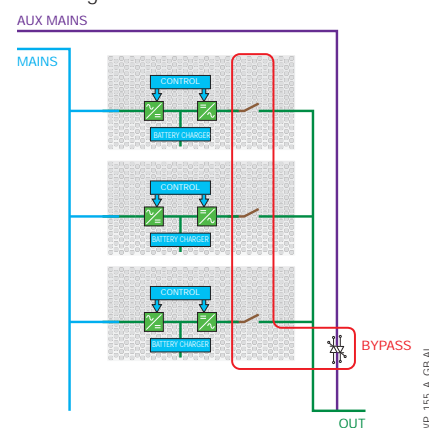 AUX MAINS
MAINS
CONTROL
BATTERY CHARGER
CONTROL
BATTERY CHARGER
CONTROL
BATTERY CHARGER
BYPASS
OUT